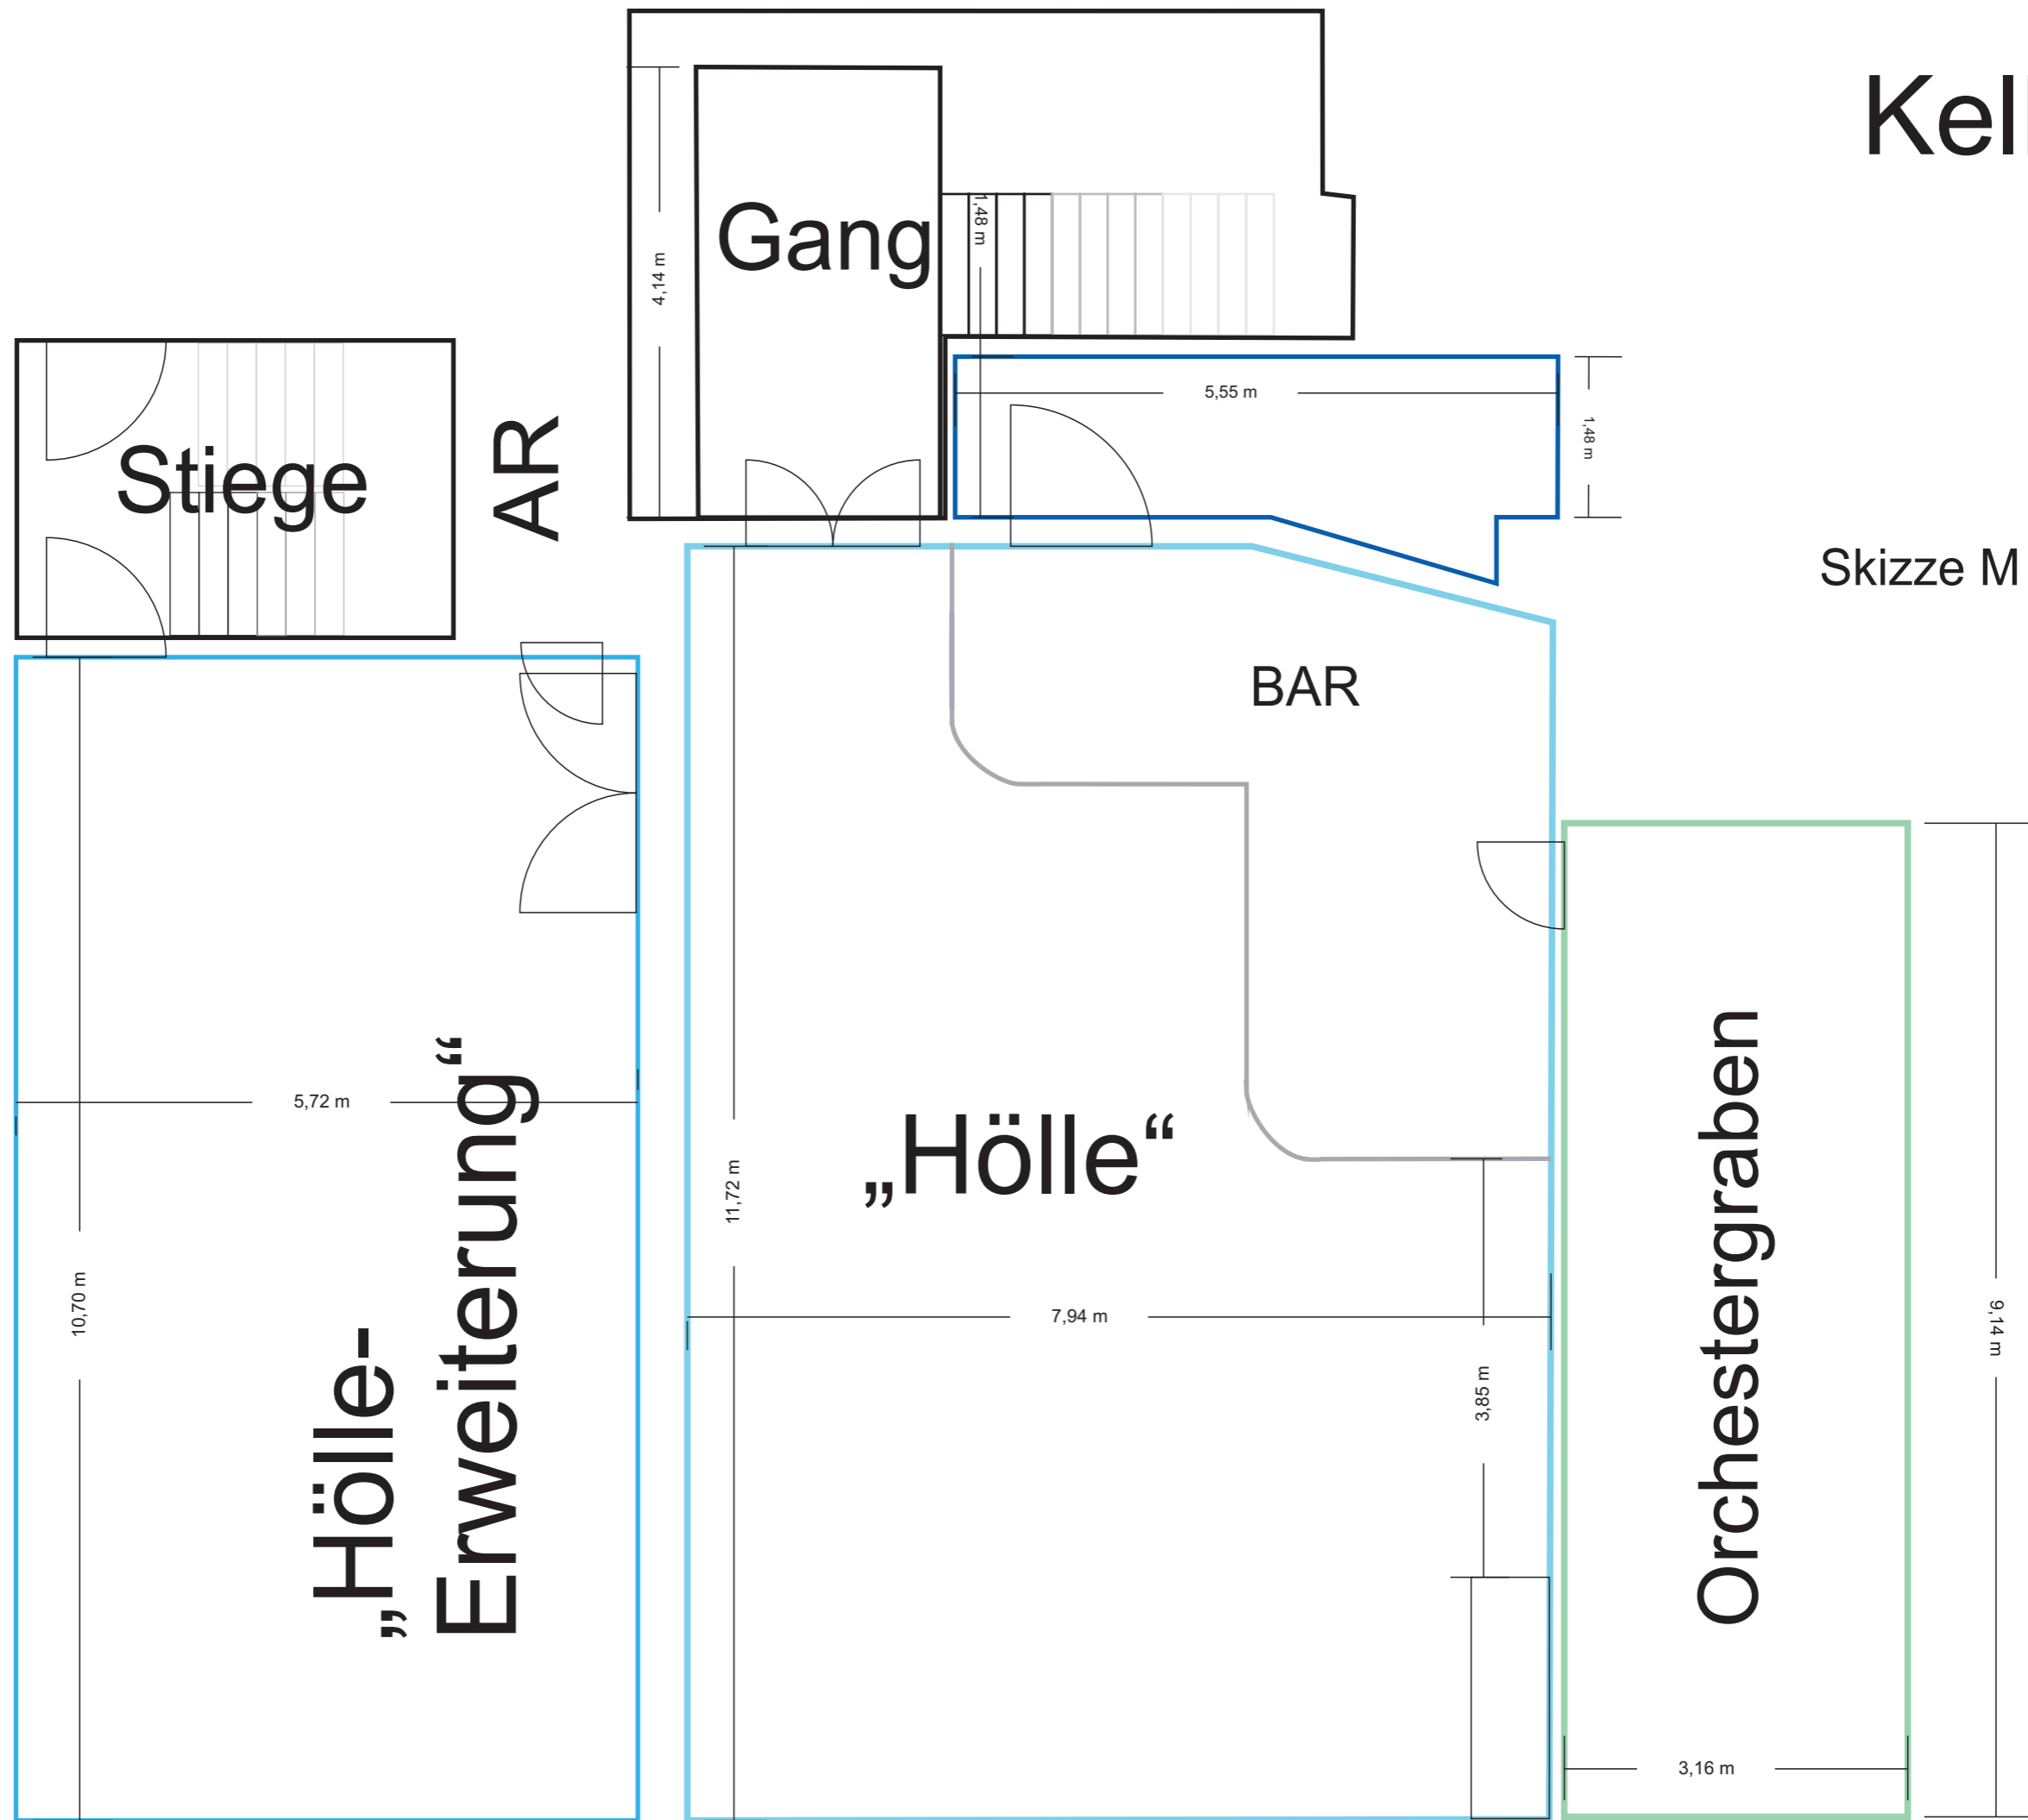 Kel
Gang
1,48 m
4,14 m
5,55 m
1,48 m
Stiege
AR
Skizze M
BAR
5,72 m
„Hölle-
Erweiterung“
10,70 m
11,72 m
„Hölle“
7,94 m
3,85 m
Orchestergraben
9,14 m
3,16 m